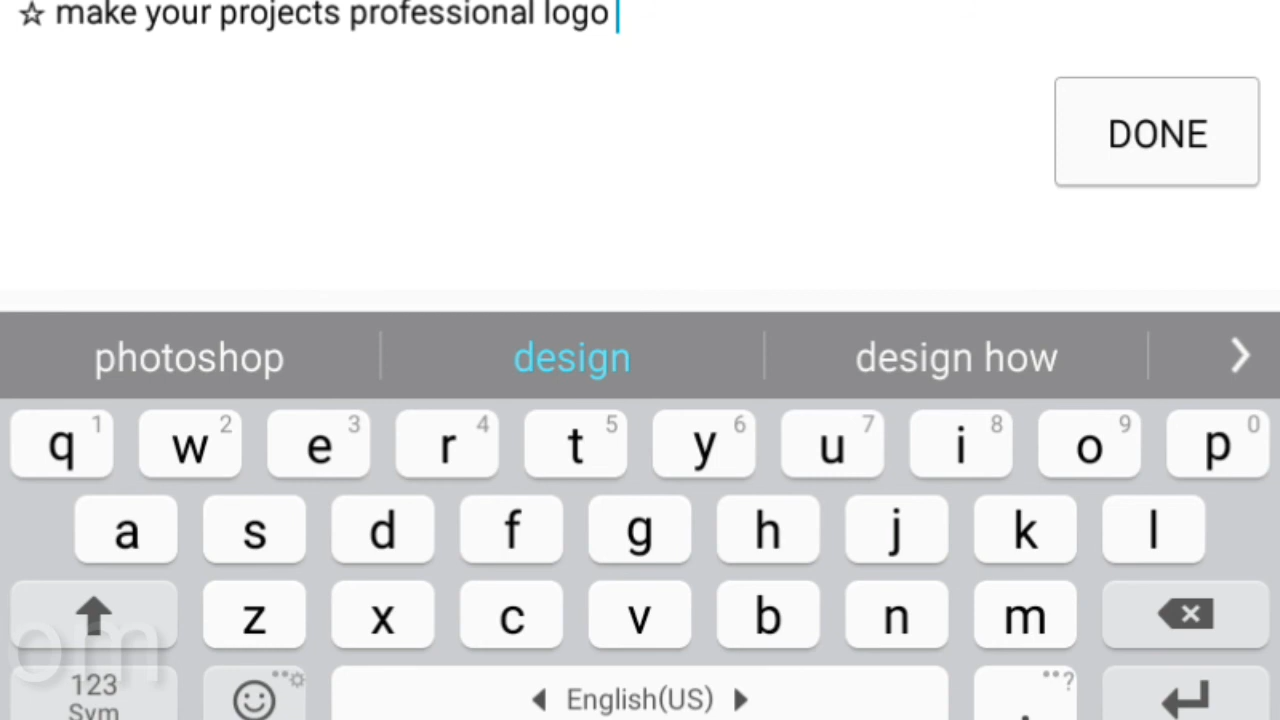 ☆ make your projects professional logo
DONE
photoshop design design how
q 1 w 2 e 3 r 4 t 5 y 6 u 7 i 8 o 9 p 0
a s d f g h j k l
z x c v b n m
om
123 English(US) . ?
Sym